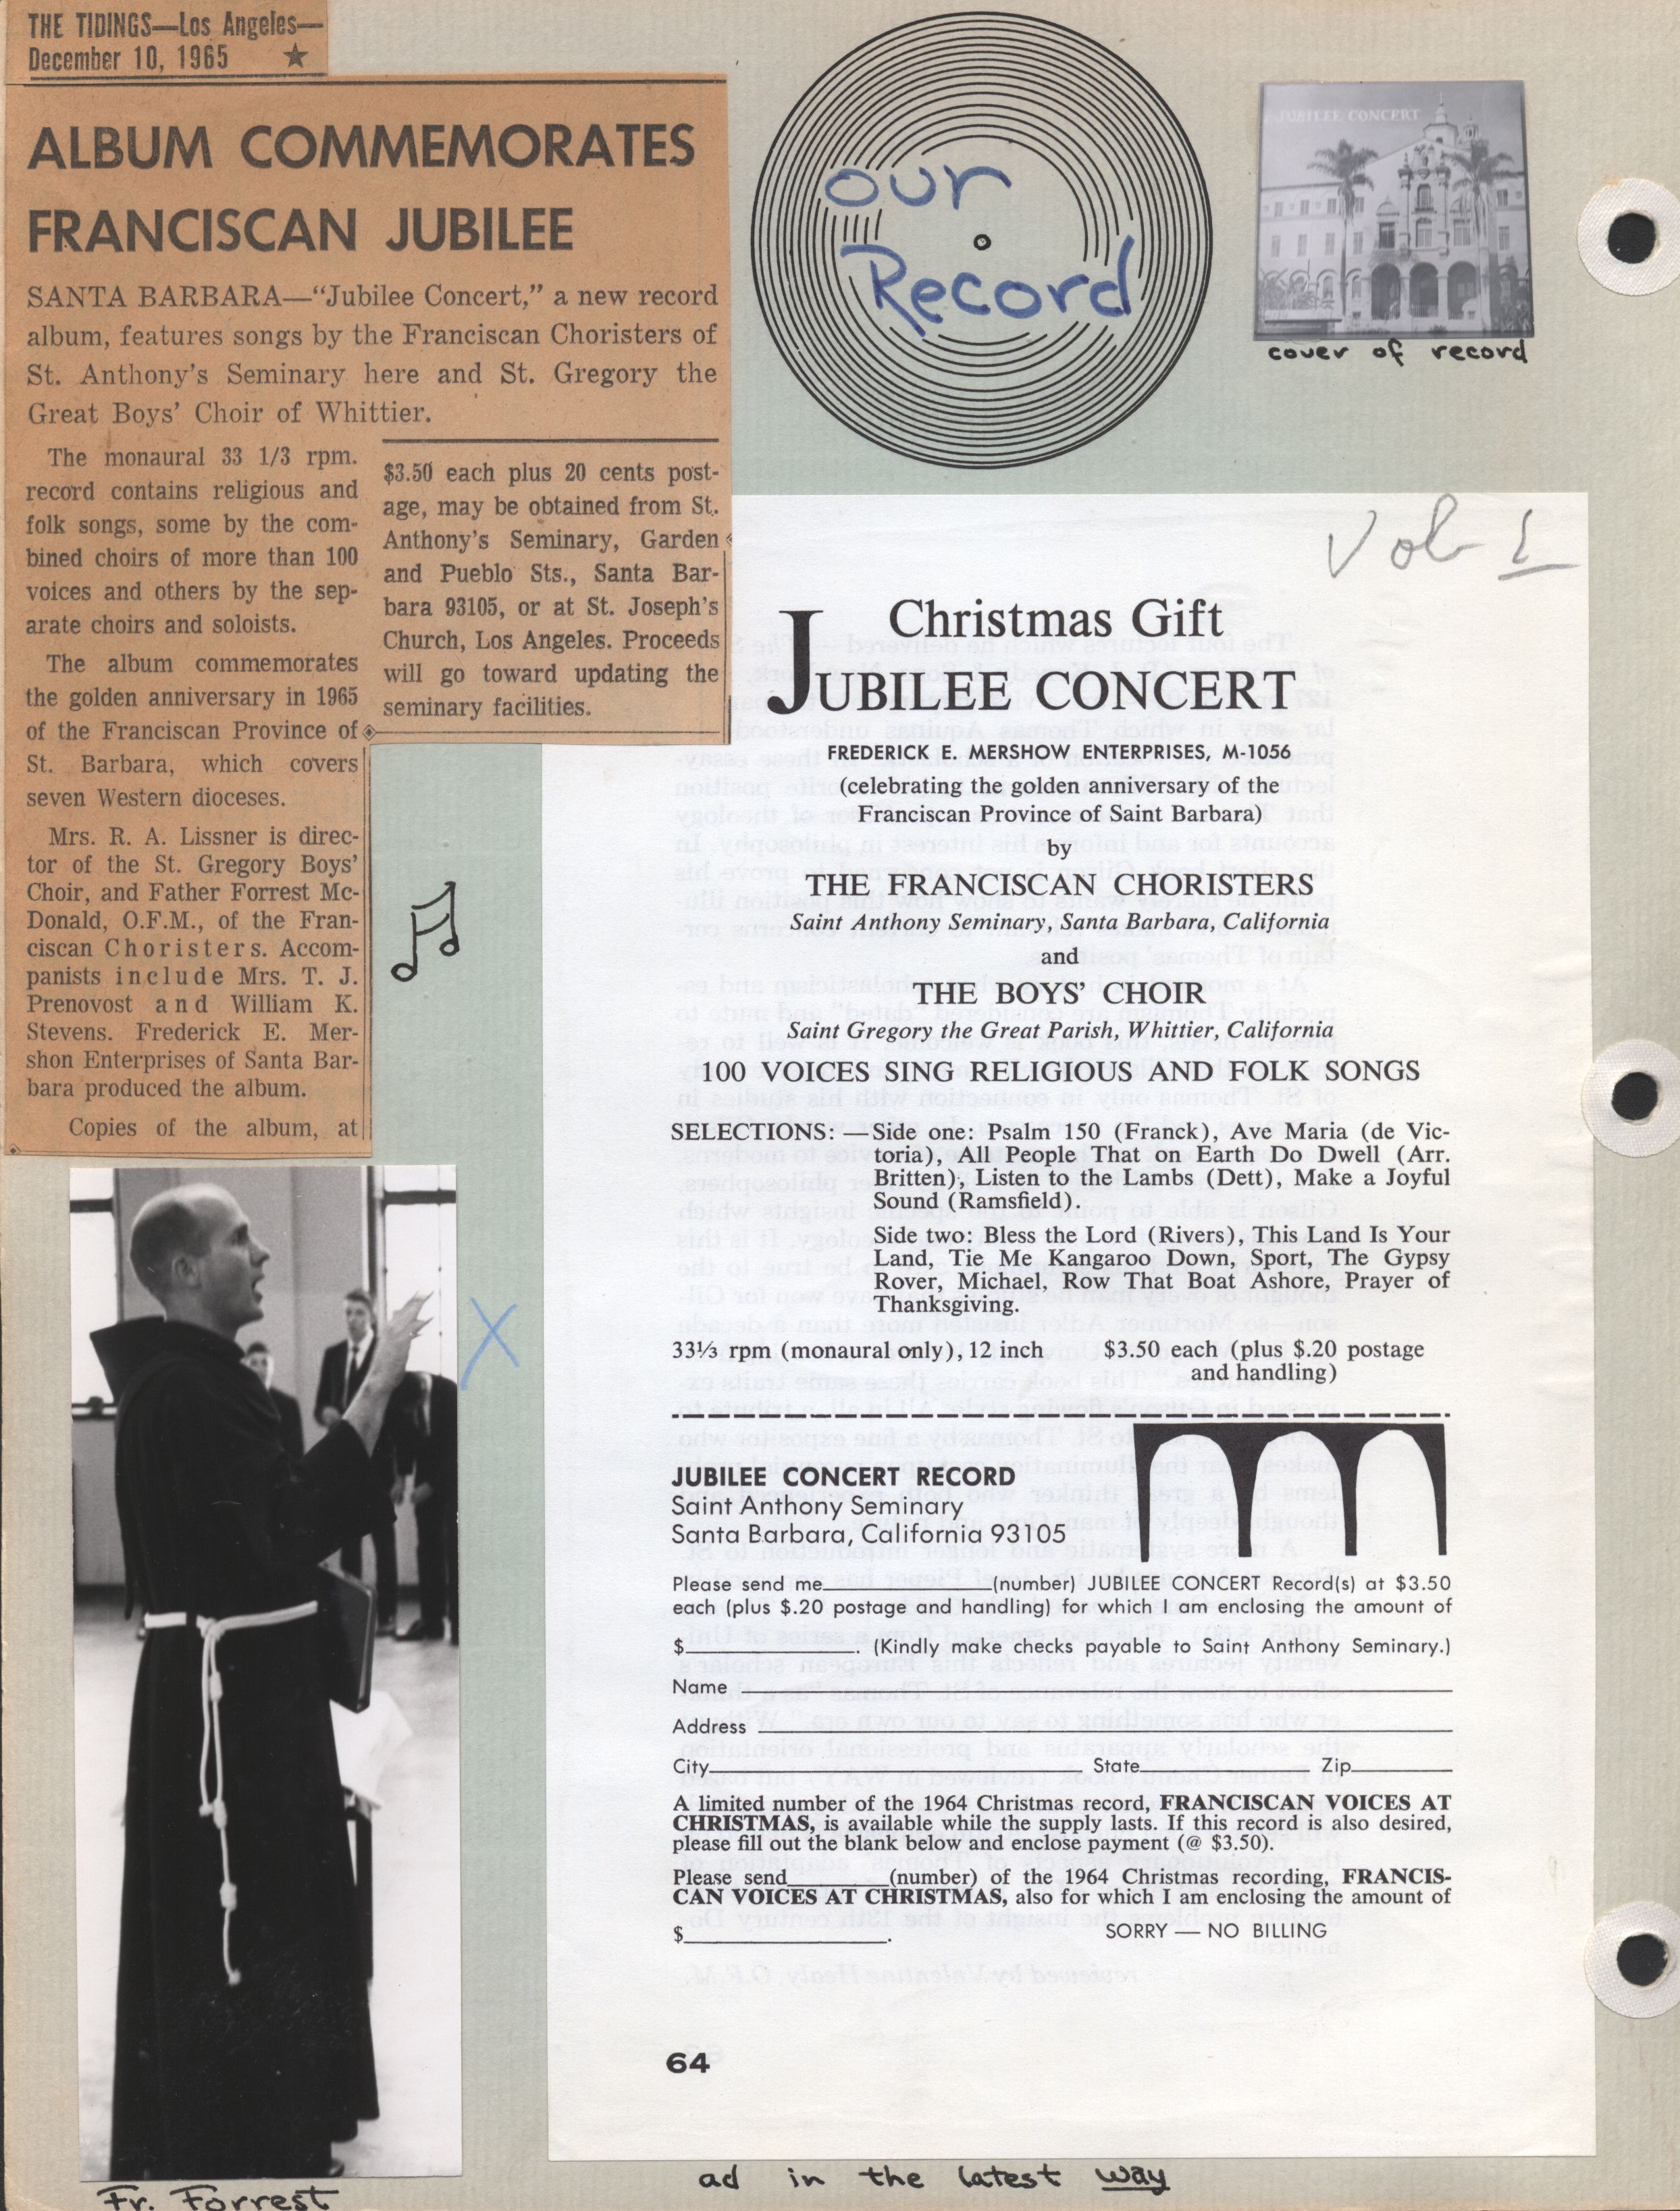 THE TIDINGS—Los Angeles—
December 10, 1965 ★
ALBUM COMMEMORATES
FRANCISCAN JUBILEE
SANTA BARBARA—“Jubilee Concert,” a new record
album, features songs by the Franciscan Choristers of
St. Anthony’s Seminary here and St. Gregory the
Great Boys’ Choir of Whittier.
The monaural 33 1/3 rpm.
record contains religious and
folk songs, some by the com-
bined choirs of more than 100
voices and others by the sep-
arate choirs and soloists.
The album commemorates
the golden anniversary in 1965
of the Franciscan Province of
St. Barbara, which covers
seven Western dioceses.
Mrs. R. A. Lissner is direc-
tor of the St. Gregory Boys’
Choir, and Father Forrest Mc-
Donald, O.F.M., of the Fran-
ciscan Choristers. Accom-
panists include Mrs. T. J.
Prenovost and William K.
Stevens. Frederick E. Mer-
shon Enterprises of Santa Bar-
bara produced the album.
Copies of the album, at
$3.50 each plus 20 cents post-
age, may be obtained from St.
Anthony’s Seminary, Garden
and Pueblo Sts., Santa Bar-
bara 93105, or at St. Joseph’s
Church, Los Angeles. Proceeds
will go toward updating the
seminary facilities.
our
Record
JUBILEE CONCERT
cover of record
Vol 1
Christmas Gift
JUBILEE CONCERT
FREDERICK E. MERSHOW ENTERPRISES, M-1056
(celebrating the golden anniversary of the
Franciscan Province of Saint Barbara)
by
THE FRANCISCAN CHORISTERS
Saint Anthony Seminary, Santa Barbara, California
and
THE BOYS’ CHOIR
Saint Gregory the Great Parish, Whittier, California
100 VOICES SING RELIGIOUS AND FOLK SONGS
SELECTIONS: —Side one: Psalm 150 (Franck), Ave Maria (de Vic-
toria), All People That on Earth Do Dwell (Arr.
Britten), Listen to the Lambs (Dett), Make a Joyful
Sound (Ramsfield).
Side two: Bless the Lord (Rivers), This Land Is Your
Land, Tie Me Kangaroo Down, Sport, The Gypsy
Rover, Michael, Row That Boat Ashore, Prayer of
Thanksgiving.
33⅓ rpm (monaural only), 12 inch $3.50 each (plus $.20 postage
and handling)
JUBILEE CONCERT RECORD
Saint Anthony Seminary
Santa Barbara, California 93105
Please send me____________(number) JUBILEE CONCERT Record(s) at $3.50
each (plus $.20 postage and handling) for which I am enclosing the amount of
$____________. (Kindly make checks payable to Saint Anthony Seminary.)
Name
Address
City____________ State____________ Zip________
A limited number of the 1964 Christmas record, FRANCISCAN VOICES AT
CHRISTMAS, is available while the supply lasts. If this record is also desired,
please fill out the blank below and enclose payment (@ $3.50).
Please send________(number) of the 1964 Christmas recording, FRANCIS-
CAN VOICES AT CHRISTMAS, also for which I am enclosing the amount of
$____________. SORRY — NO BILLING
64
X
Fr. Forrest
ad in the latest way